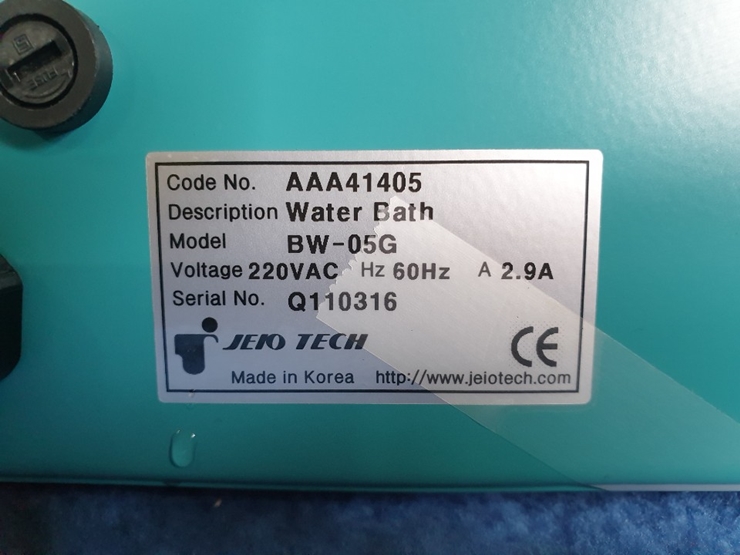 FUSE
Code No. AAA41405
Description Water Bath
Model BW-05G
Voltage 220VAC Hz 60Hz A 2.9A
Serial No. Q110316
JEIO TECH
CE
Made in Korea http://www.jeiotech.com